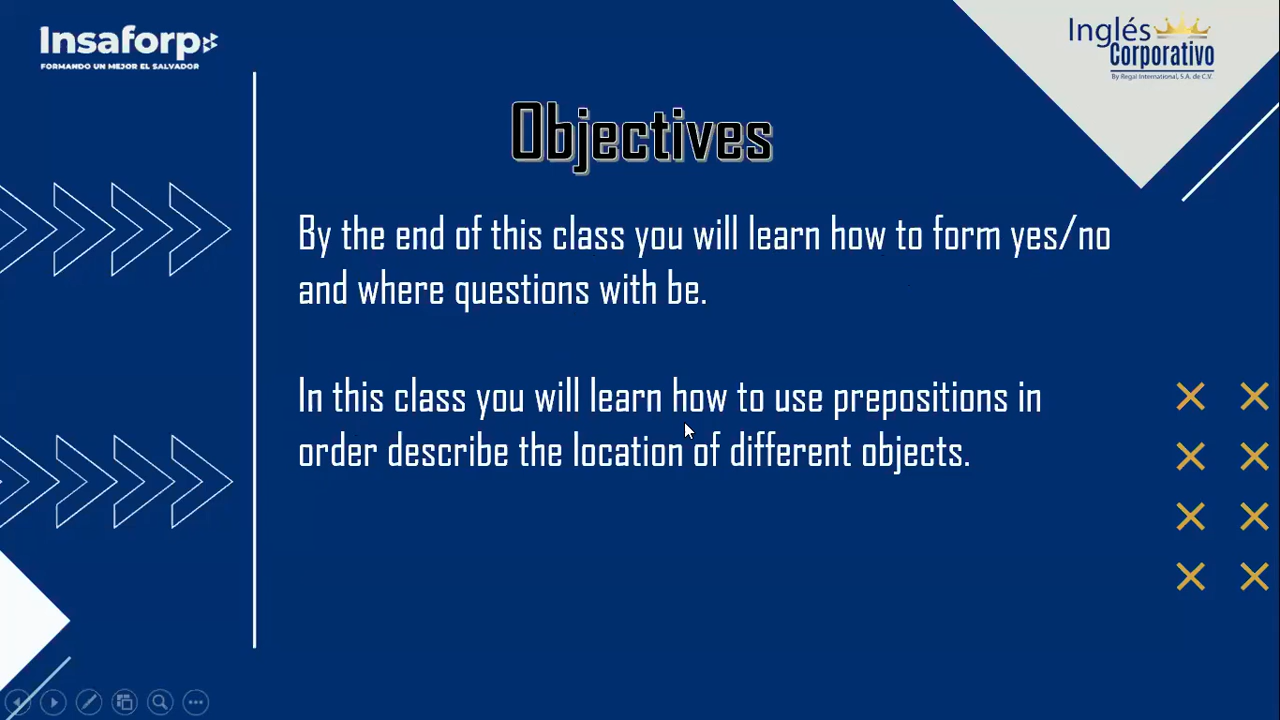 Insaforp
FORMANDO UN MEJOR EL SALVADOR
Inglés
Corporativo
By Regal International, S.A. de C.V.
Objectives
By the end of this class you will learn how to form yes/no
and where questions with be.
In this class you will learn how to use prepositions in
order describe the location of different objects.